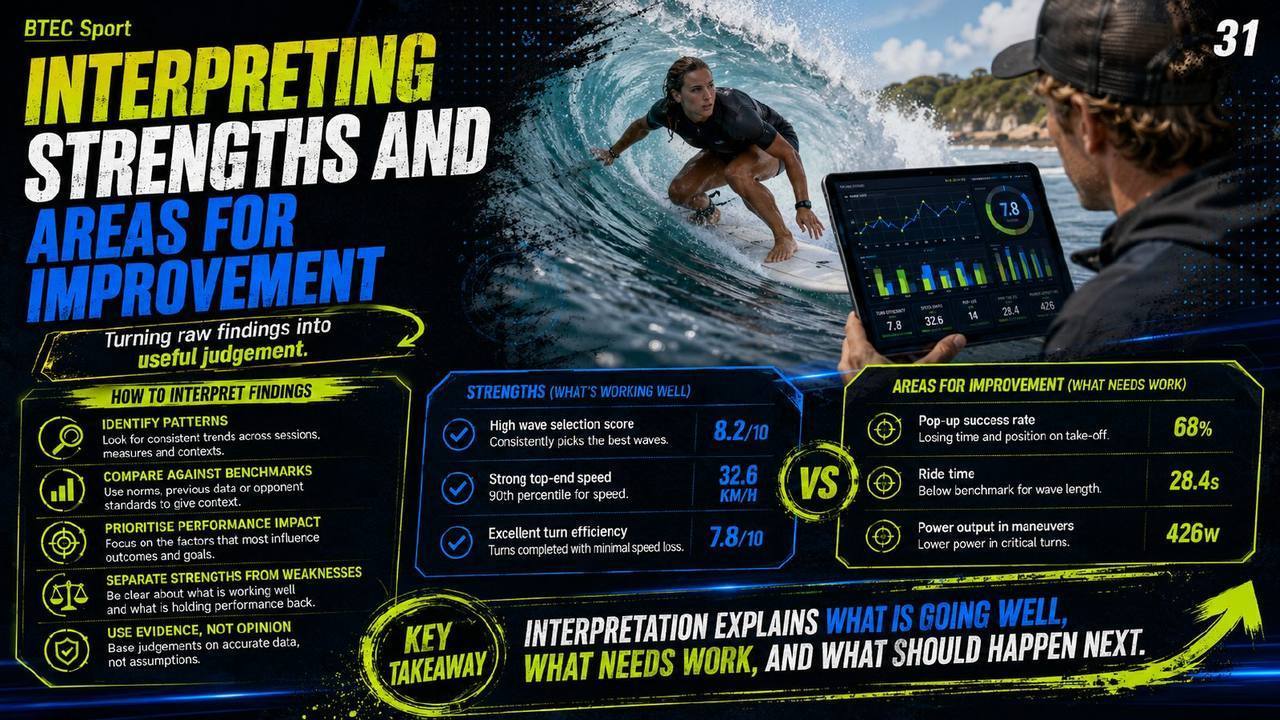 BTEC Sport
31
INTERPRETING
STRENGTHS AND
AREAS FOR
IMPROVEMENT
Turning raw findings into
useful judgement.
HOW TO INTERPRET FINDINGS
IDENTIFY PATTERNS
Look for consistent trends across sessions,
measures and contexts.
COMPARE AGAINST BENCHMARKS
Use norms, previous data or opponent
standards to give context.
PRIORITISE PERFORMANCE IMPACT
Focus on the factors that most influence
outcomes and goals.
SEPARATE STRENGTHS FROM WEAKNESSES
Be clear about what is working well
and what is holding performance back.
USE EVIDENCE, NOT OPINION
Base judgements on accurate data,
not assumptions.
7.8
TURN EFFICIENCY
7.8
32.6
14
28.4
426
STRENGTHS (WHAT'S WORKING WELL)
High wave selection score
Consistently picks the best waves.
8.2/10
Strong top-end speed
90th percentile for speed.
32.6
KM/H
Excellent turn efficiency
Turns completed with minimal speed loss.
7.8/10
VS
AREAS FOR IMPROVEMENT (WHAT NEEDS WORK)
Pop-up success rate
Losing time and position on take-off.
68%
Ride time
Below benchmark for wave length.
28.4s
Power output in maneuvers
Lower power in critical turns.
426W
KEY
TAKEAWAY
INTERPRETATION EXPLAINS WHAT IS GOING WELL,
WHAT NEEDS WORK, AND WHAT SHOULD HAPPEN NEXT.